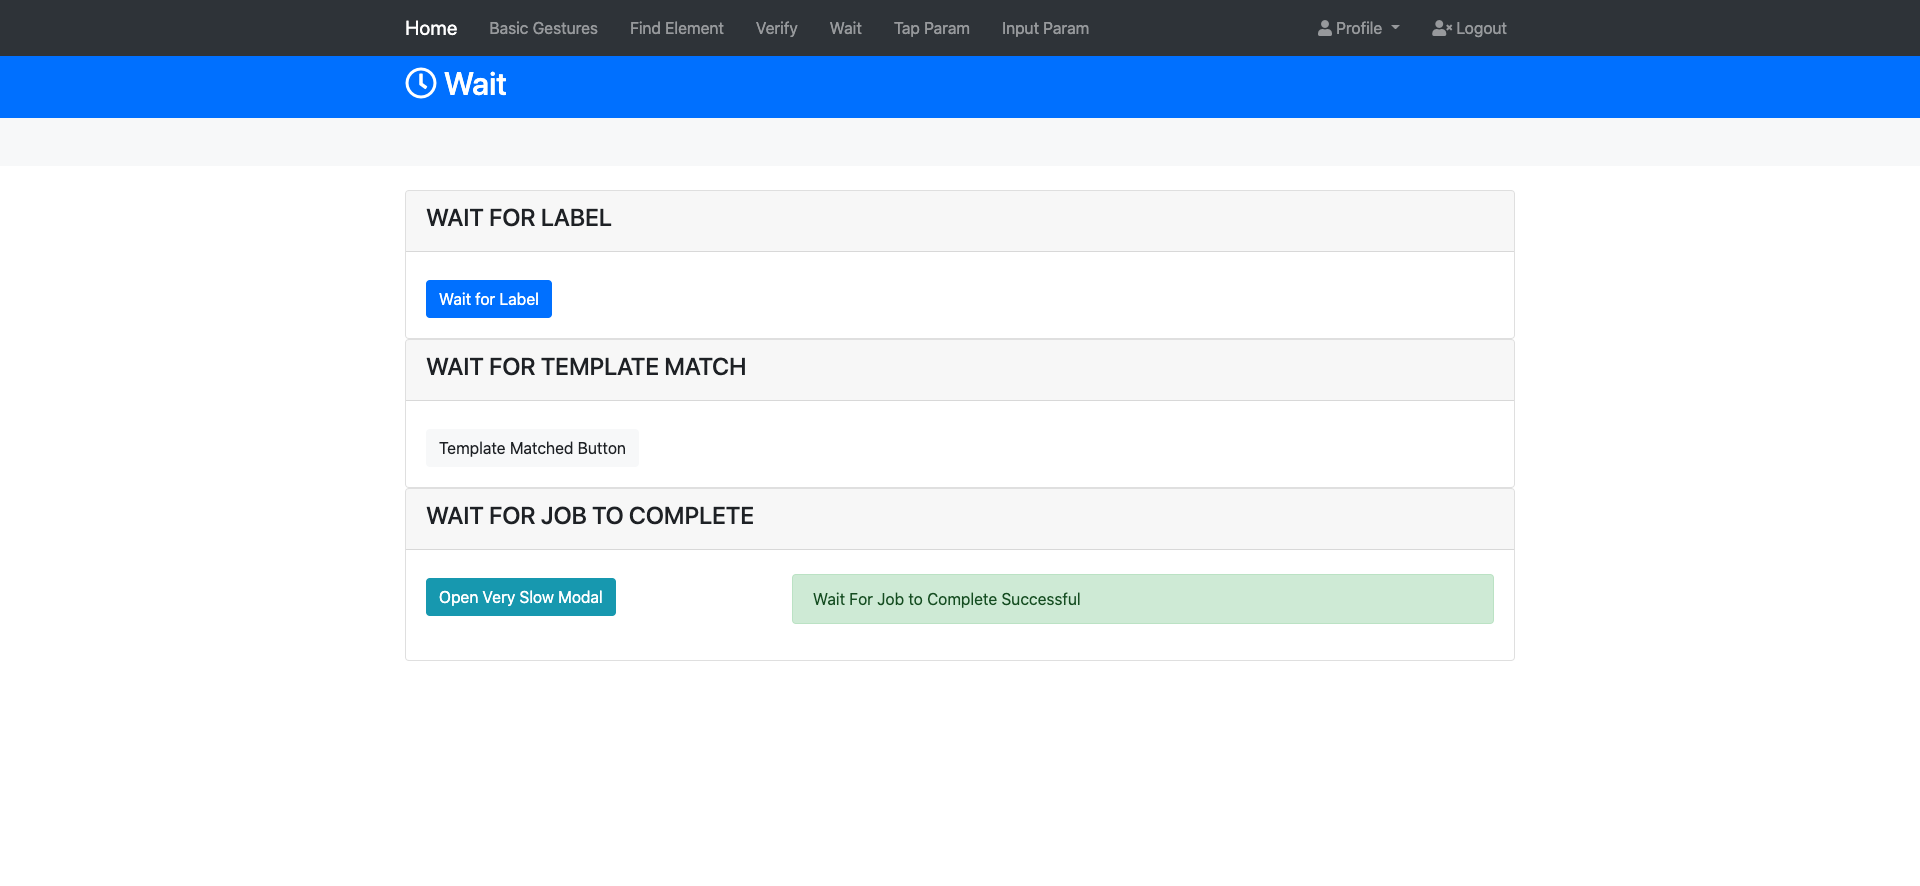 Home Basic Gestures Find Element Verify Wait Tap Param Input Param Profile Logout
Wait
WAIT FOR LABEL
Wait for Label
WAIT FOR TEMPLATE MATCH
Template Matched Button
WAIT FOR JOB TO COMPLETE
Open Very Slow Modal Wait For Job to Complete Successful